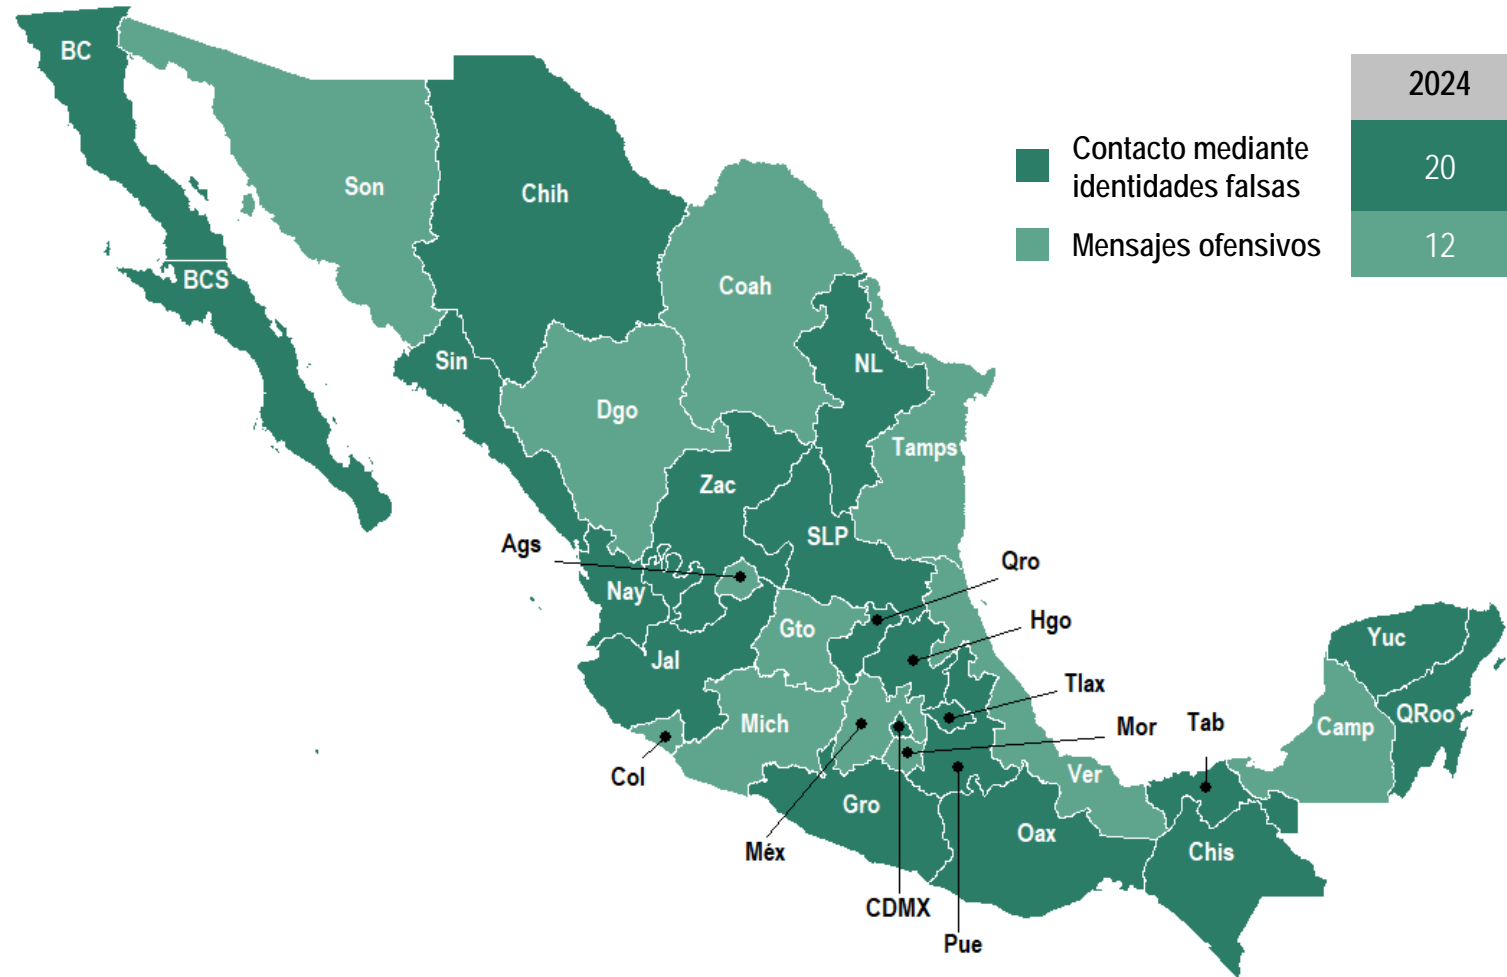 BC
2024
Contacto mediante
identidades falsas
20
Mensajes ofensivos
12
Son
Chih
BCS
Coah
Sin
NL
Dgo
Tamps
Zac
SLP
Ags
Qro
Nay
Hgo
Gto
Yuc
Jal
Tlax
Mich
Mor
Tab
QRoo
Camp
Col
Ver
Gro
Oax
Méx
Chis
CDMX
Pue